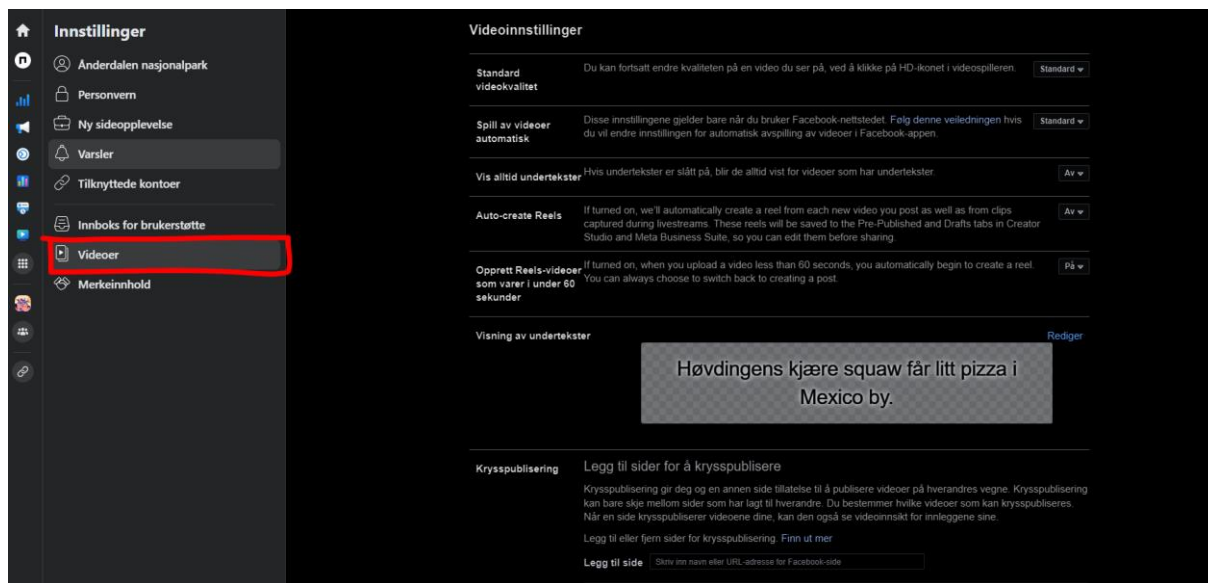 Innstillinger
Ånderdalen nasjonalpark
Personvern
Ny sideopplevelse
Varsler
Tilknyttede kontoer
Innboks for brukerstøtte
Videoer
Merkeinnhold
Videoinnstillinger
Standard videokvalitet
Du kan fortsatt endre kvaliteten på en video du ser på, ved å klikke på HD-ikonet i videospilleren.
Standard
Spill av videoer
automatisk
Disse innstillingene gjelder bare når du bruker Facebook-nettstedet. Følg denne veiledningen hvis
du vil endre innstillingen for automatisk avspilling av videoer i Facebook-appen.
Standard
Vis alltid undertekster
Hvis undertekster er slått på, blir de alltid vist for videoer som har undertekster.
Av
Auto-create Reels
If turned on, we'll automatically create a reel from each new video you post as well as from clips
captured during livestreams. These reels will be saved to the Pre-Published and Drafts tabs in Creator
Studio and Meta Business Suite, so you can edit them before sharing.
Av
Opprett Reels-videoer
som varer i under 60
sekunder
If turned on, when you upload a video less than 60 seconds, you automatically begin to create a reel.
You can always choose to switch back to creating a post.
På
Visning av undertekster
Rediger
Høvdingens kjære squaw får litt pizza i
Mexico by.
Krysspublisering
Legg til sider for å krysspublisere
Krysspublisering gir deg og en annen side tillatelse til å publisere videoer på hverandres vegne. Krysspublisering
kan bare skje mellom sider som har lagt til hverandre. Du bestemmer hvilke videoer som kan krysspubliseres.
Når en side krysspubliserer videoene dine, kan den også se videoinnsikt for innleggene sine.
Legg til eller fjern sider for krysspublisering. Finn ut mer
Legg til side
Skriv inn navn eller URL-adresse for Facebook-side